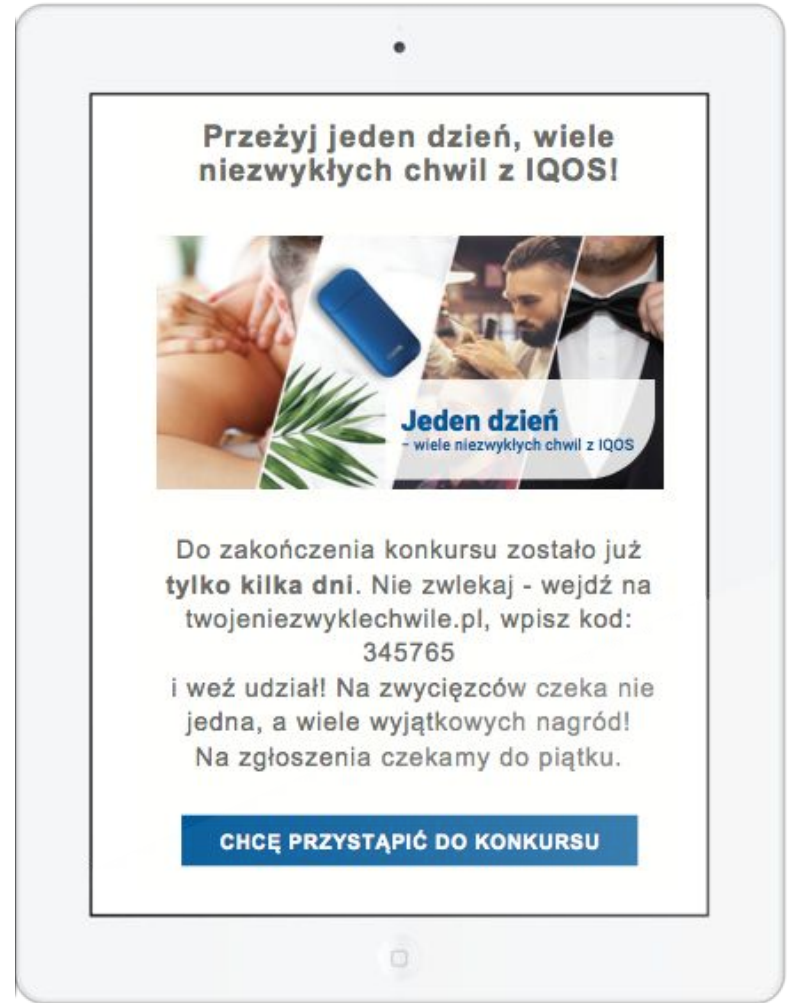 Przeżyj jeden dzień, wiele
niezwykłych chwil z IQOS!
Jeden dzień
– wiele niezwykłych chwil z IQOS
Do zakończenia konkursu zostało już
tylko kilka dni. Nie zwlekaj - wejdź na
twojeniezwyklechwile.pl, wpisz kod:
345765
i weź udział! Na zwycięzców czeka nie
jedna, a wiele wyjątkowych nagród!
Na zgłoszenia czekamy do piątku.
CHCĘ PRZYSTĄPIĆ DO KONKURSU